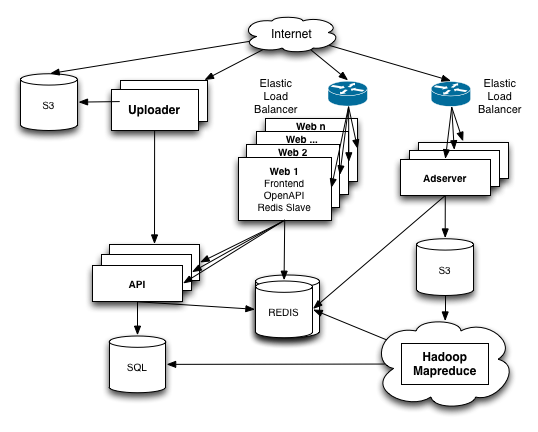 Internet
Elastic
Load
Balancer
Elastic
Load
Balancer
S3
Uploader
Web n
Web ...
Web 2
Web 1
Frontend
OpenAPI
Redis Slave
Adserver
S3
API
REDIS
SQL
Hadoop
Mapreduce